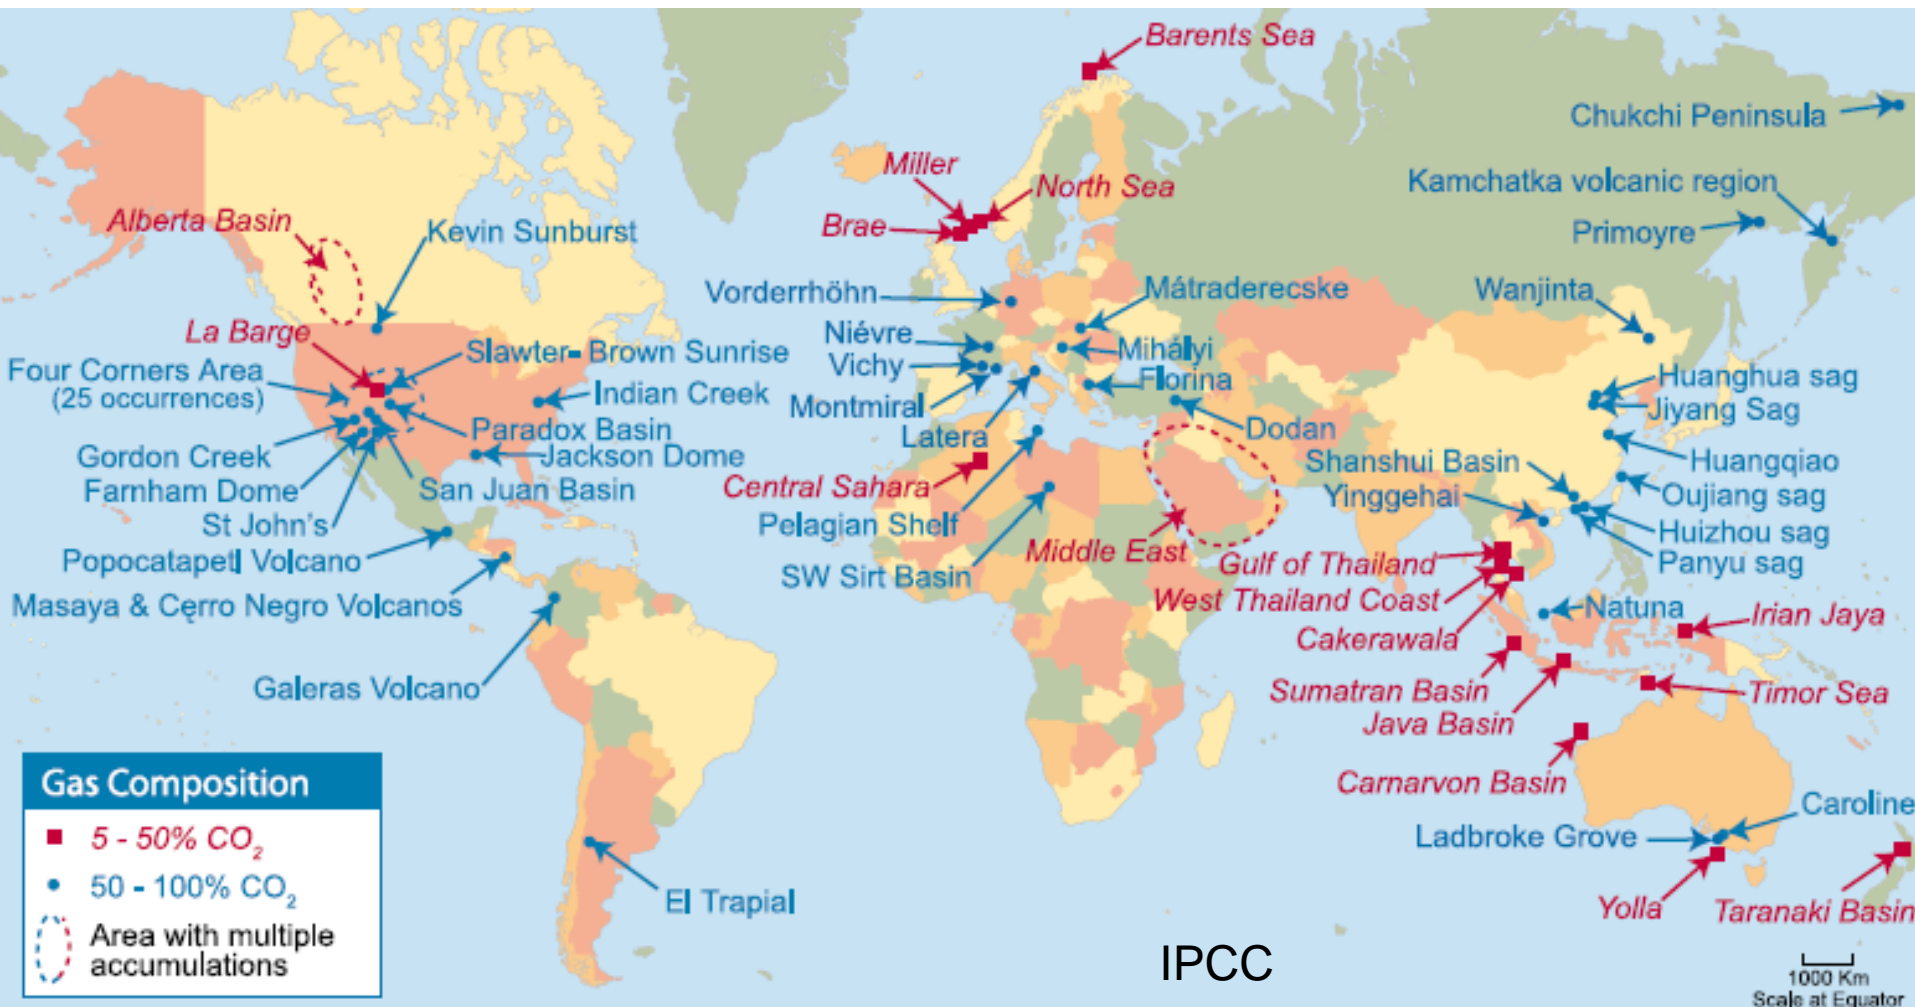 Barents Sea
Chukchi Peninsula
Miller
North Sea
Kamchatka volcanic region
Alberta Basin
Kevin Sunburst
Brae
Primoyre
Vorderrhöhn
Mátraderecske
Wanjinta
La Barge
Niévre
Slawter- Brown Sunrise
Mihályi
Four Corners Area
(25 occurrences)
Vichy
Florina
Huanghua sag
Indian Creek
Montmiral
Jiyang Sag
Paradox Basin
Latera
Dodan
Gordon Creek
Jackson Dome
Shanshui Basin
Huangqiao
Farnham Dome
San Juan Basin
Central Sahara
Yinggehai
Oujiang sag
St John's
Pelagian Shelf
Huizhou sag
Popocatapetl Volcano
Middle East
Gulf of Thailand
Panyu sag
SW Sirt Basin
Masaya & Cęrro Negro Volcanos
West Thailand Coast
Natuna
Irian Jaya
Cakerawala
Galeras Volcano
Sumatran Basin
Timor Sea
Java Basin
Carnarvon Basin
Caroline
Ladbroke Grove
El Trapial
Yolla
Taranaki Basin
Gas Composition
5 - 50% CO₂
50 - 100% CO₂
Area with multiple
accumulations
IPCC
1000 Km
Scale at Equator